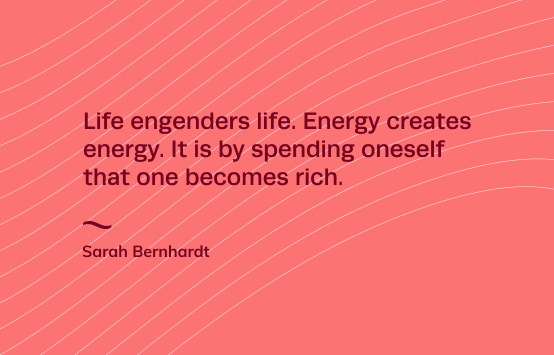 Life engenders life. Energy creates
energy. It is by spending oneself
that one becomes rich.
Sarah Bernhardt